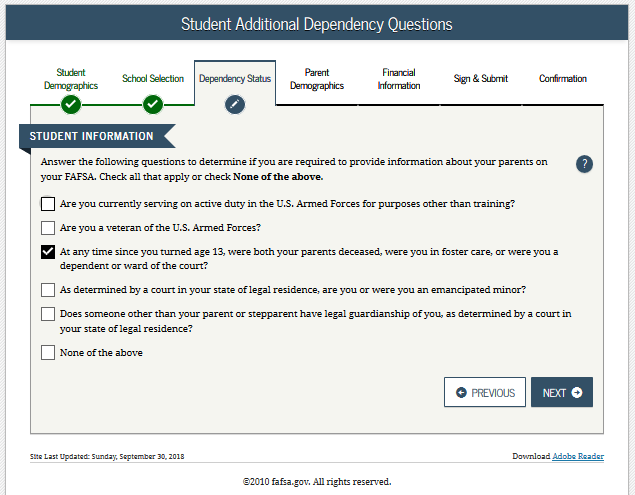 Student Additional Dependency Questions
Student Demographics
School Selection
Dependency Status
Parent Demographics
Financial Information
Sign & Submit
Confirmation
STUDENT INFORMATION
Answer the following questions to determine if you are required to provide information about your parents on
your FAFSA. Check all that apply or check None of the above.
?
Are you currently serving on active duty in the U.S. Armed Forces for purposes other than training?
Are you a veteran of the U.S. Armed Forces?
At any time since you turned age 13, were both your parents deceased, were you in foster care, or were you a
dependent or ward of the court?
As determined by a court in your state of legal residence, are you or were you an emancipated minor?
Does someone other than your parent or stepparent have legal guardianship of you, as determined by a court in
your state of legal residence?
None of the above
PREVIOUS
NEXT
Site Last Updated: Sunday, September 30, 2018
Download Adobe Reader
©2010 fafsa.gov. All rights reserved.